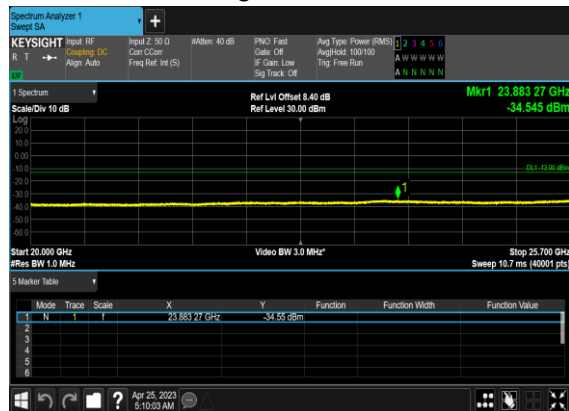 Spectrum Analyzer 1
Swept SA
+
KEYSIGHT Input: RF Input Z: 50 Ω #Atten: 40 dB PNO: Fast Avg Type: Power (RMS) 1 2 3 4 5 6
R T Coupling: DC Corr CCorr Gate: Off Avg|Hold: 100/100 A W W W W W
Align: Auto Freq Ref: Int (S) IF Gain: Low Trig: Free Run
Sig Track: Off A N N N N N
LXI
1 Spectrum Ref Lvl Offset 8.40 dB Mkr1 23.883 27 GHz
Scale/Div 10 dB Ref Level 30.00 dBm -34.545 dBm
Log
20.0
10.0
0.00
-10.0 DL1 -13.00 dBm
-20.0
-30.0 1
-40.0
-50.0
-60.0
Start 20.000 GHz Video BW 3.0 MHz* Stop 25.700 GHz
#Res BW 1.0 MHz Sweep 10.7 ms (40001 pts)
5 Marker Table
Mode Trace Scale X Y Function Function Width Function Value
1 N 1 f 23.883 27 GHz -34.55 dBm
2
3
4
5
6
? Apr 25, 2023
5:10:03 AM